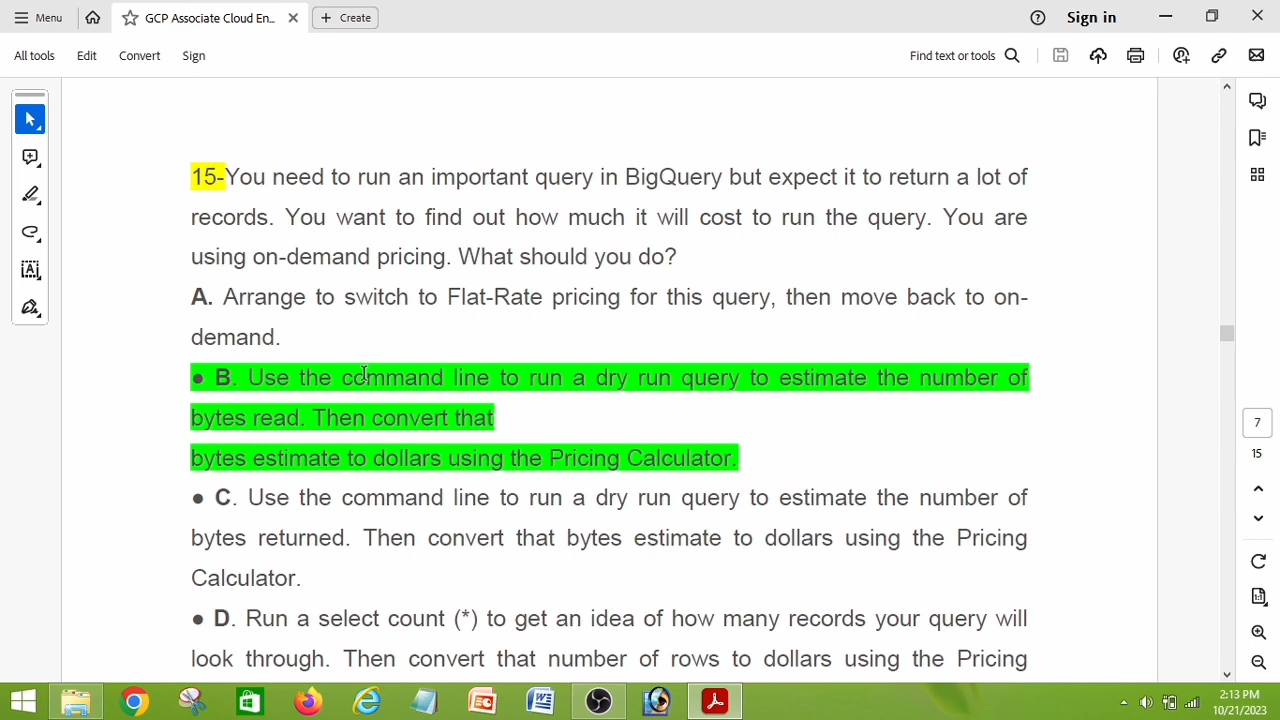 Menu
GCP Associate Cloud En...
Create
Sign in
All tools
Edit
Convert
Sign
Find text or tools
15-You need to run an important query in BigQuery but expect it to return a lot of
records. You want to find out how much it will cost to run the query. You are
using on-demand pricing. What should you do?
A. Arrange to switch to Flat-Rate pricing for this query, then move back to on-
demand.
● B. Use the command line to run a dry run query to estimate the number of
bytes read. Then convert that
bytes estimate to dollars using the Pricing Calculator.
● C. Use the command line to run a dry run query to estimate the number of
bytes returned. Then convert that bytes estimate to dollars using the Pricing
Calculator.
● D. Run a select count (*) to get an idea of how many records your query will
look through. Then convert that number of rows to dollars using the Pricing
7
15
2:13 PM
10/21/2023